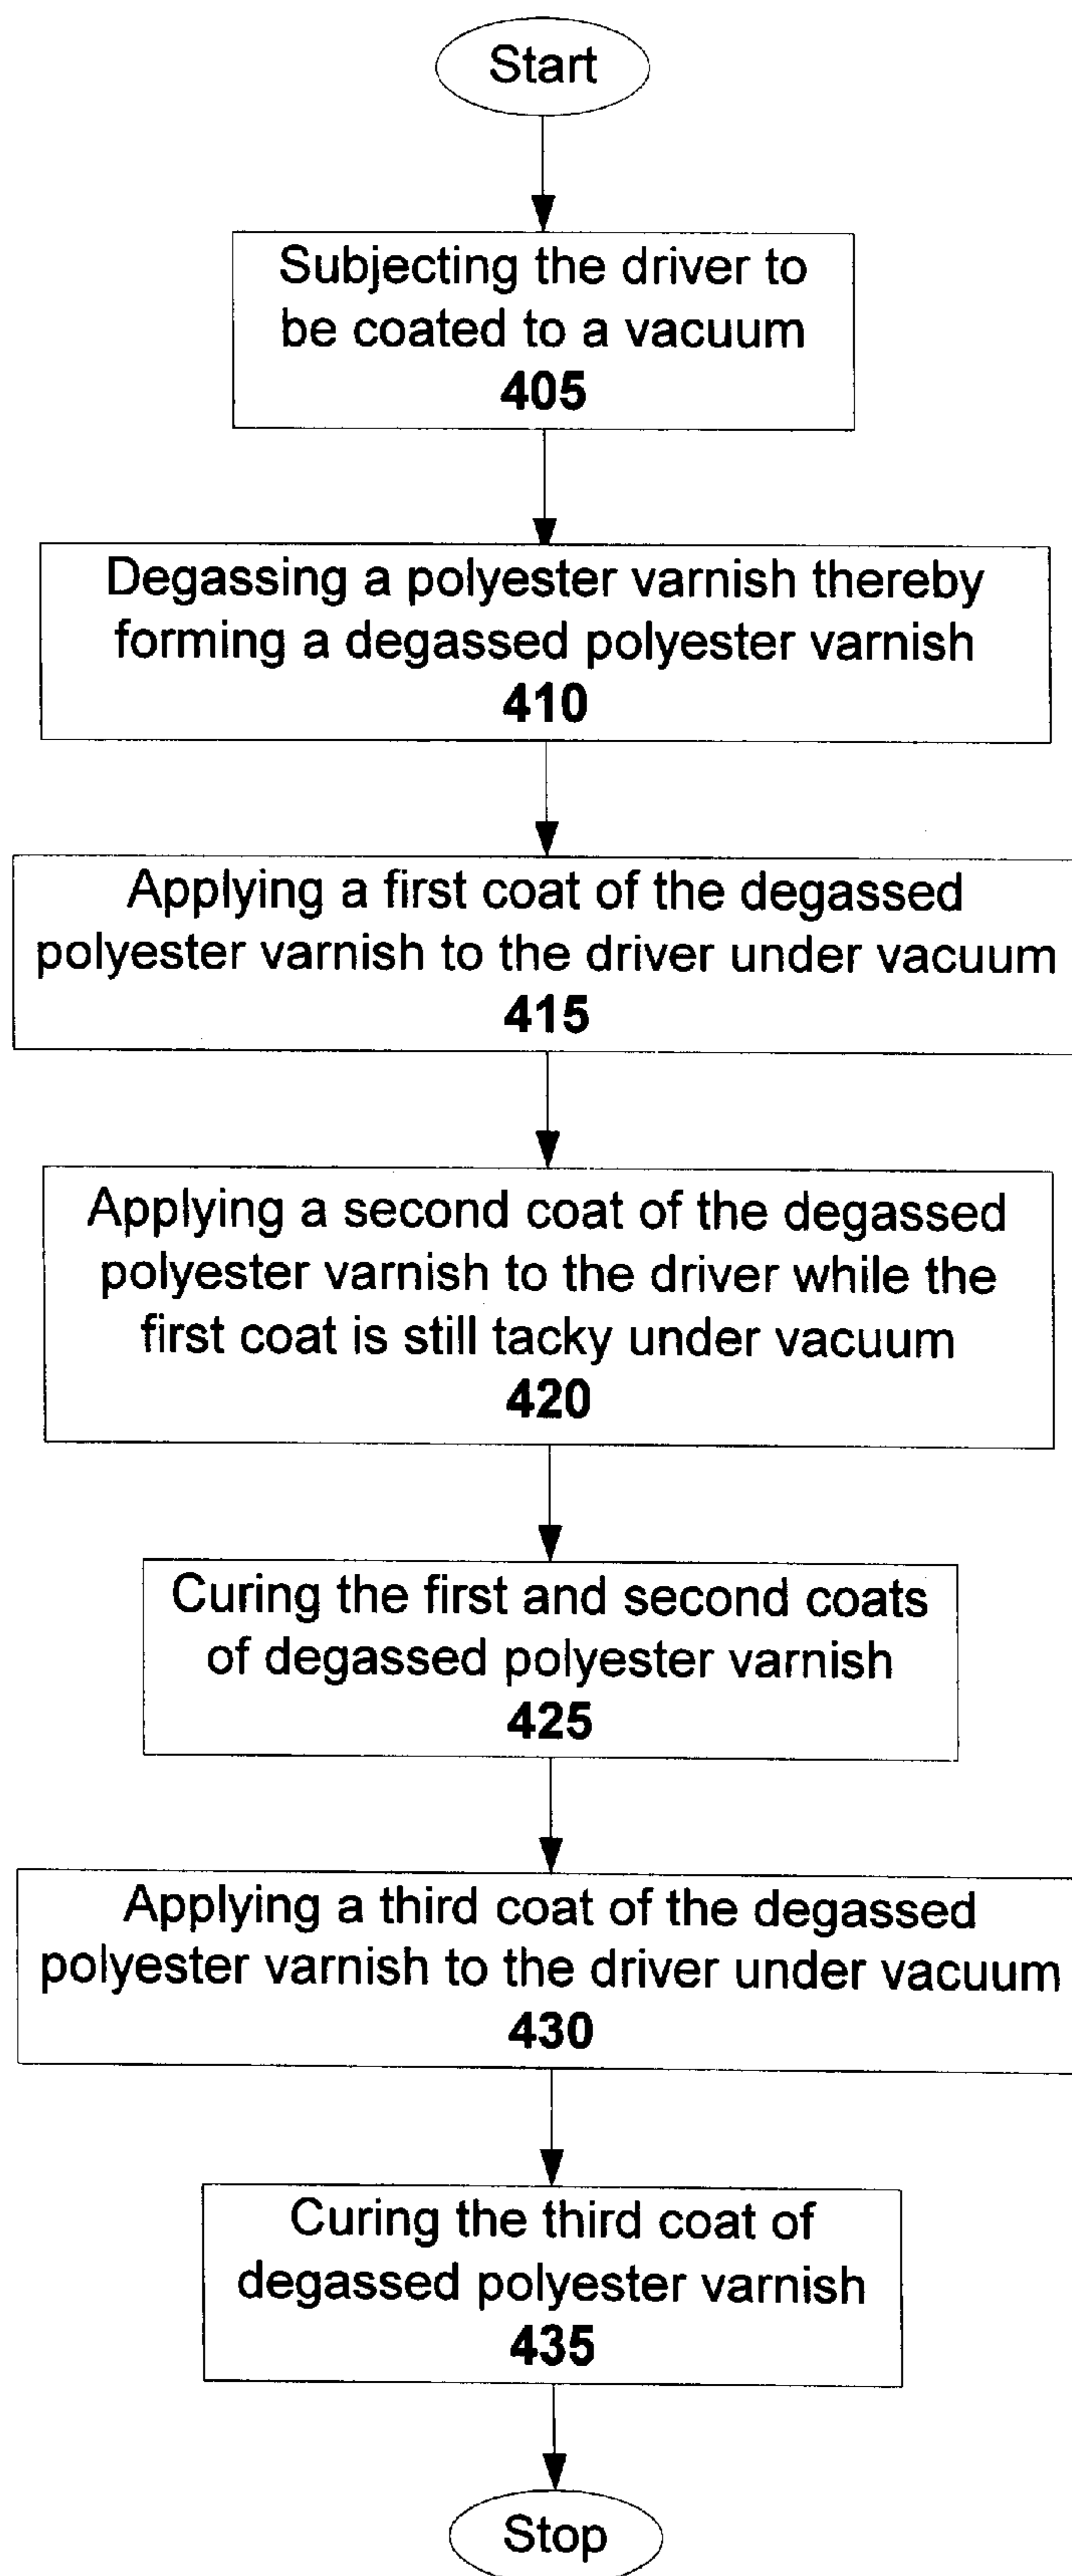 Start
Subjecting the driver to
be coated to a vacuum
405
Degassing a polyester varnish thereby
forming a degassed polyester varnish
410
Applying a first coat of the degassed
polyester varnish to the driver under vacuum
415
Applying a second coat of the degassed
polyester varnish to the driver while the
first coat is still tacky under vacuum
420
Curing the first and second coats
of degassed polyester varnish
425
Applying a third coat of the degassed
polyester varnish to the driver under vacuum
430
Curing the third coat of
degassed polyester varnish
435
Stop